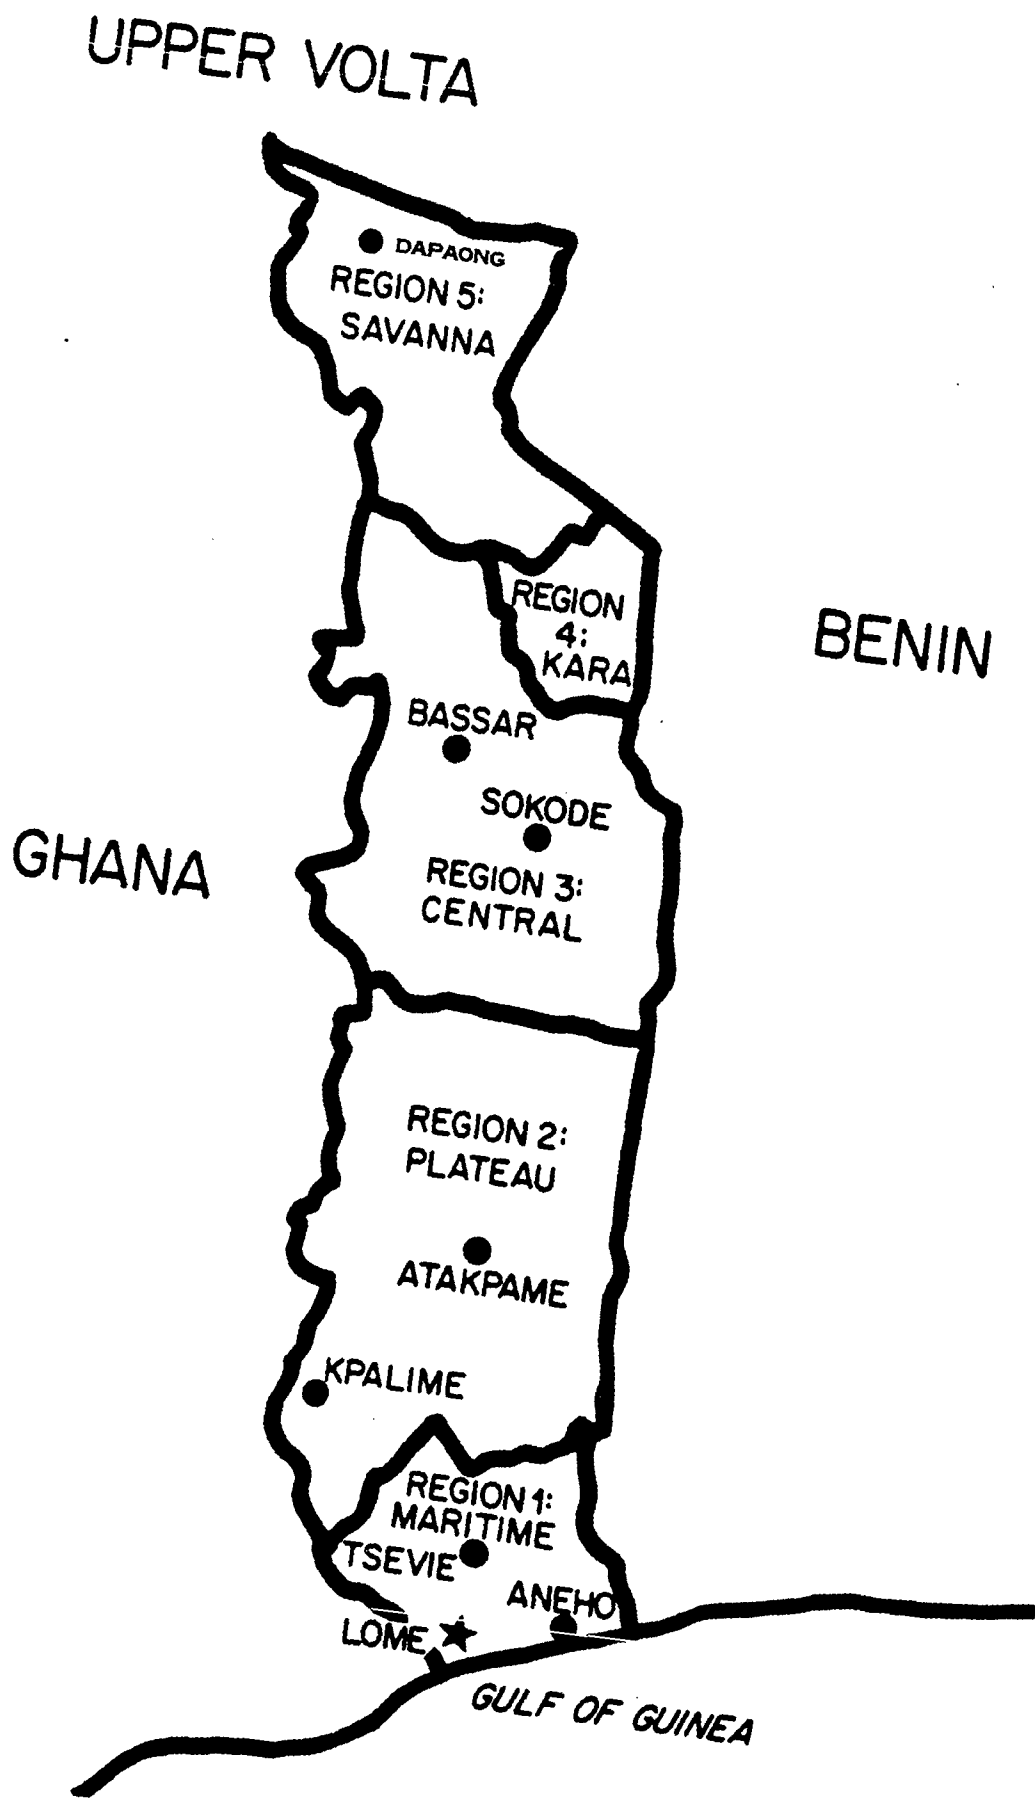 UPPER VOLTA
DAPAONG
REGION 5:
SAVANNA
REGION
4:
KARA
BENIN
BASSAR
SOKODE
GHANA
REGION 3:
CENTRAL
REGION 2:
PLATEAU
ATAKPAME
KPALIME
REGION 1:
MARITIME
TSEVIE
ANEHO
LOME
GULF OF GUINEA